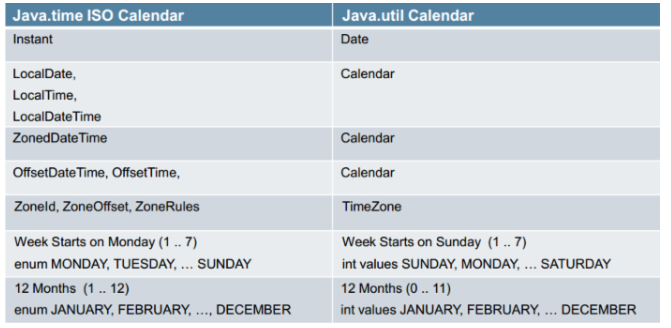 Java.time ISO Calendar Java.util Calendar
Instant Date
LocalDate, Calendar
LocalTime,
LocalDateTime
ZonedDateTime Calendar
OffsetDateTime, OffsetTime, Calendar
ZoneId, ZoneOffset, ZoneRules TimeZone
Week Starts on Monday (1 .. 7) Week Starts on Sunday (1 .. 7)
enum MONDAY, TUESDAY, … SUNDAY int values SUNDAY, MONDAY, … SATURDAY
12 Months (1 .. 12) 12 Months (0 .. 11)
enum JANUARY, FEBRUARY, …, DECEMBER int values JANUARY, FEBRUARY, … DECEMBER